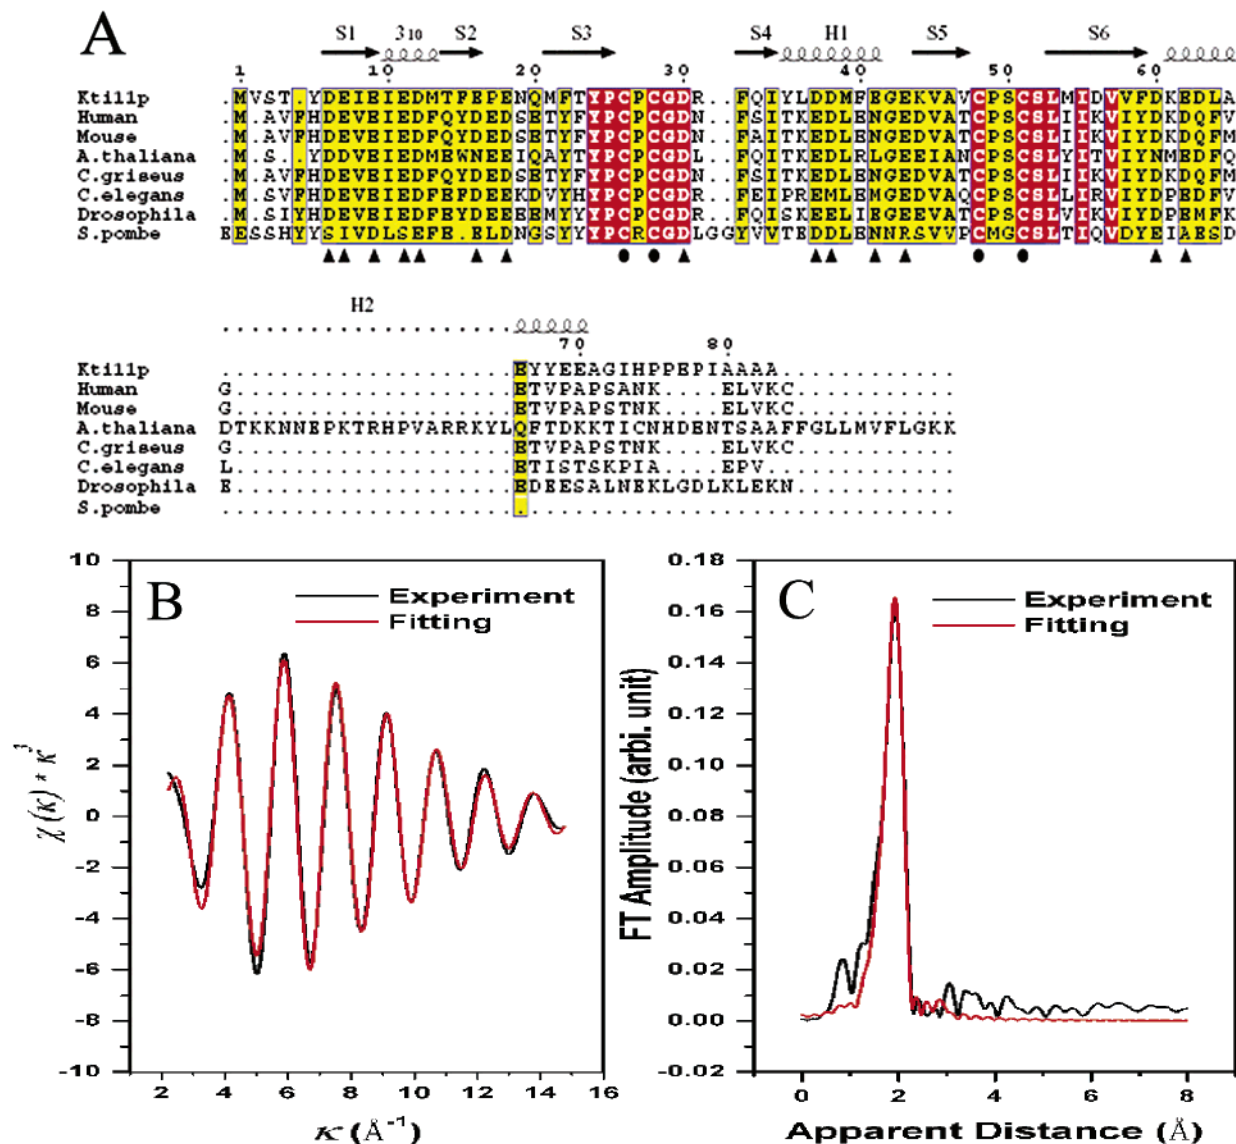 A
S1 3₁₀ S2 S3 S4 H1 S5 S6
1 10 20 30 40 50 60
Kti11p .MVST.YDEIEIEDMTFEPENQMFTYPCPCGDR..FQIYLDDMFEGEKVAVCPSCSLMIDVVFDKEDLA
Human .M.AVFHDEVEIEDFQYDEDSETYFYPCPCGDN..FSITKEDLENGEDVATCPSCSLIIKVIYDKDQFV
Mouse .M.AVFHDEVEIEDFQYDEDSETYFYPCPCGDN..FAITKEDLENGEDVATCPSCSLIIKVIYDKDQFM
A.thaliana .M.S..YDDVEIEDMEWNEEIQAYTYPCPCGDL..FQITKEDLRLGEEIANCPSCSLYITVIYNMEDFQ
C.griseus .M.AVFHDEVEIEDFQYDEDSETYFYPCPCGDN..FAITKEDLENGEDVATCPSCSLIIKVIYDKDQFM
C.elegans .M.SVFHDEVEIEDFEFDEEKDVYHYPCPCGDR..FEIPREMLEMGEDVAQCPSCSLLIRVIYDPEDFV
Drosophila .M.SIYHDEVEIEDFEYDEEEEMYYYPCPCGDR..FQISKEELIMGEEVATCPSCSLVIKVIYDPEMFK
S.pombe EESSHYYSIVDLSEFE.ELDNGSYVYPCRCGDLGGYVVTEDDLENNRSVVPCMGCSLTIQVDYEIAESD
H2
70 80
Kti11p ....................EYYEEAGIHPPEPIAAAA............
Human G...................ETVPAPSANK....ELVKC...........
Mouse G...................ETVPAPSTNK....ELVKC...........
A.thaliana DTKKNNEPKTRHPVARRKYLQFTDKKTICNHDENTSAAFFGLLMVFLGKK
C.griseus G...................ETVPAPSTNK....ELVKC...........
C.elegans L...................ETISTSKPIA....EPV.............
Drosophila E...................EDEESALNEKLGDLKLEKN...........
S.pombe ..................................................
B
Experiment
Fitting
χ(κ)*κ³
10
8
6
4
2
0
-2
-4
-6
-8
-10
2 4 6 8 10 12 14 16
κ (Å⁻¹)
C
Experiment
Fitting
FT Amplitude (arbi. unit)
0.18
0.16
0.14
0.12
0.10
0.08
0.06
0.04
0.02
0.00
-0.02
0 2 4 6 8
Apparent Distance (Å)